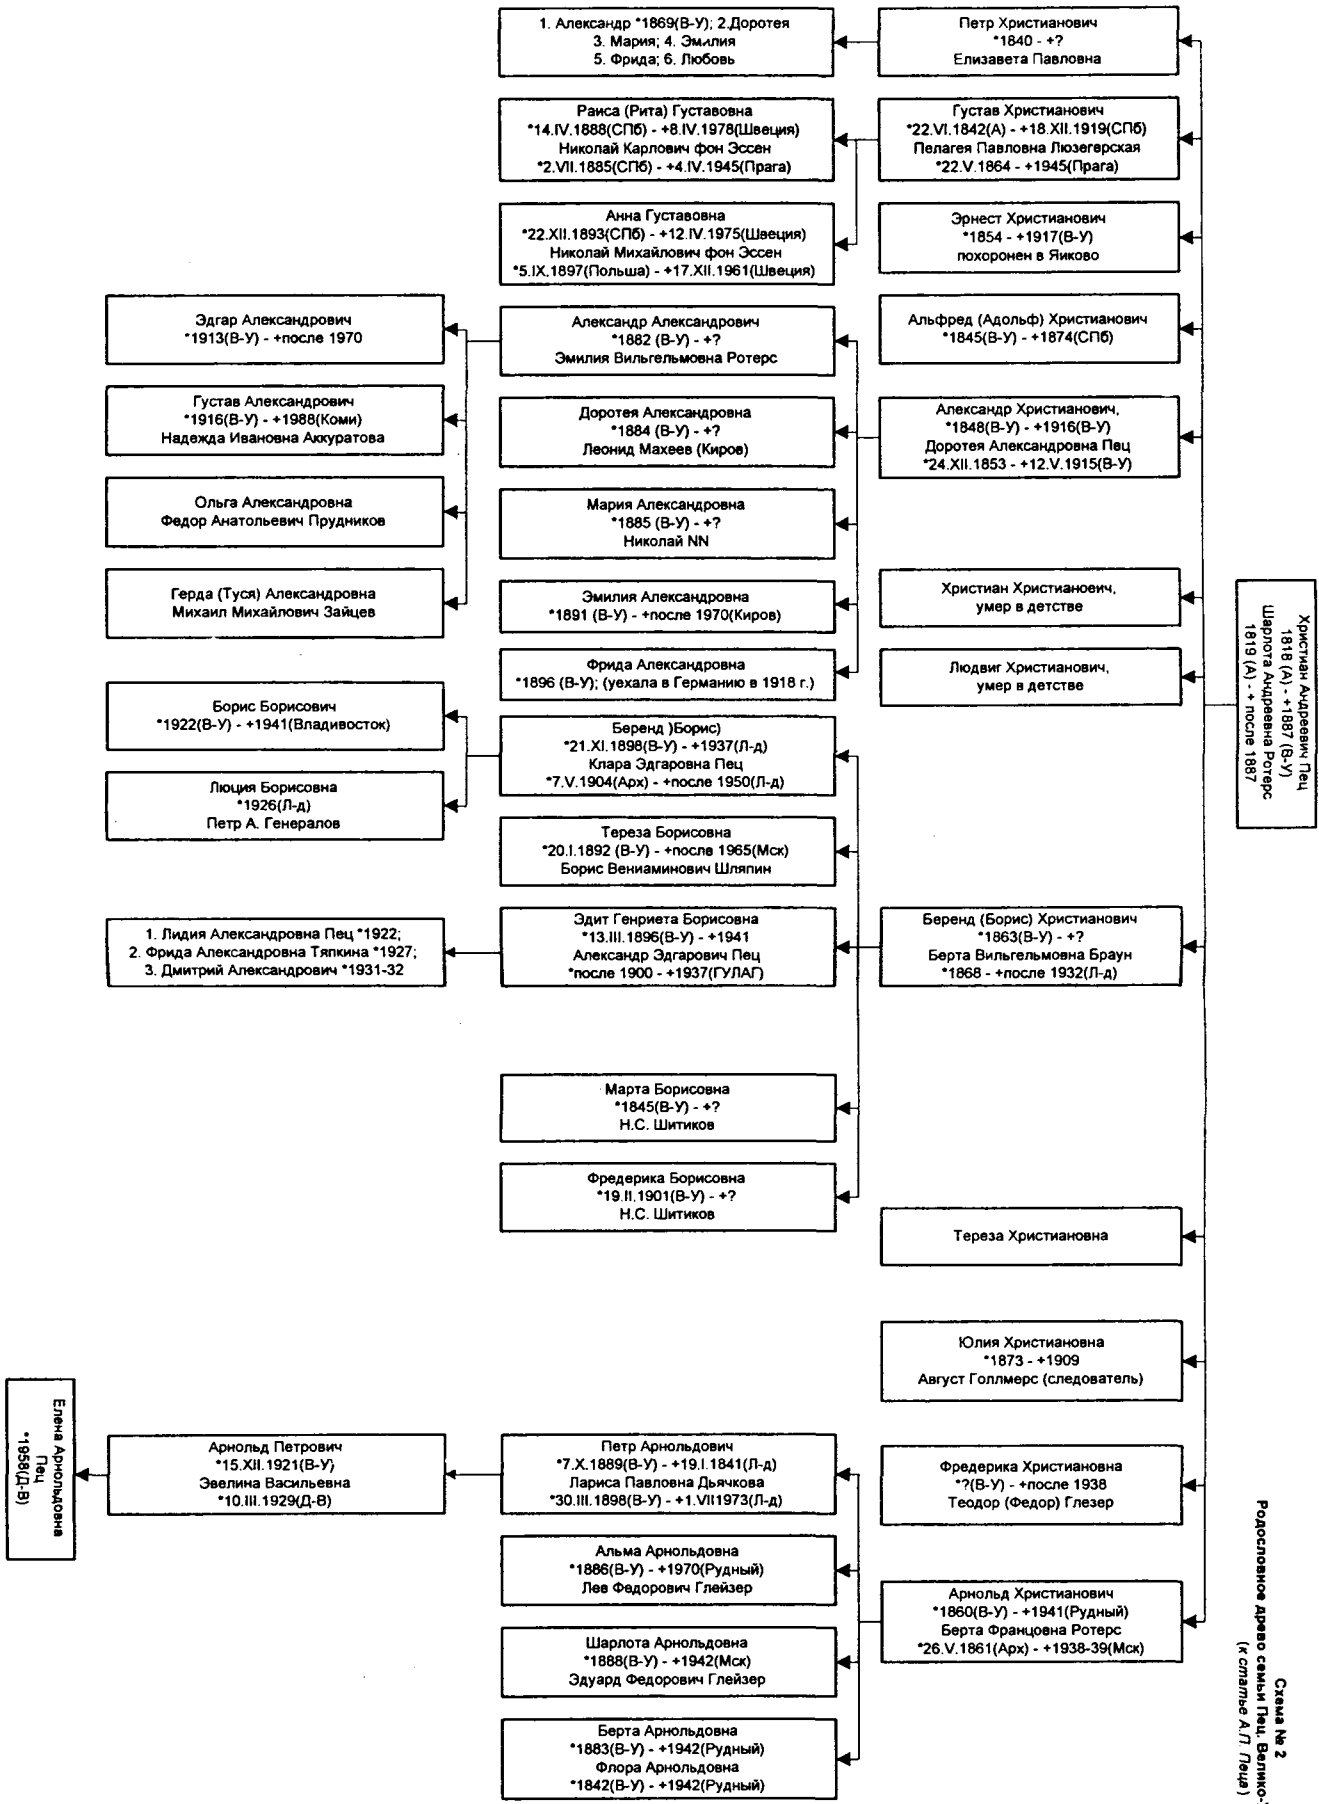 Схема № 2
Родословное древо семьи Пец. Велико-
(к статье А.П. Пеца)
Христиан Андреевич Пец
1818 (А) - +1887 (В-У)
Шарлота Андреевна Ротерс
1819 (А) - + после 1887
Петр Христианович
*1840 - +?
Елизавета Павловна
1. Александр *1869(В-У); 2.Доротея
3. Мария; 4. Эмилия
5. Фрида; 6. Любовь
Густав Христианович
*22.VI.1842(А) - +18.XII.1919(СПб)
Пелагея Павловна Люзегерская
*22.V.1864 - +1945(Прага)
Раиса (Рита) Густавовна
*14.IV.1888(СПб) - +8.IV.1978(Швеция)
Николай Карлович фон Эссен
*2.VII.1885(СПб) - +4.IV.1945(Прага)
Анна Густавовна
*22.XII.1893(СПб) - +12.IV.1975(Швеция)
Николай Михайлович фон Эссен
*5.IX.1897(Польша) - +17.XII.1961(Швеция)
Эрнест Христианович
*1854 - +1917(В-У)
похоронен в Яиково
Альфред (Адольф) Христианович
*1845(В-У) - +1874(СПб)
Александр Христианович,
*1848(В-У) - +1916(В-У)
Доротея Александровна Пец
*24.XII.1853 - +12.V.1915(В-У)
Александр Александрович
*1882 (В-У) - +?
Эмилия Вильгельмовна Ротерс
Эдгар Александрович
*1913(В-У) - +после 1970
Густав Александрович
*1916(В-У) - +1988(Коми)
Надежда Ивановна Аккуратова
Ольга Александровна
Федор Анатольевич Прудников
Герда (Туся) Александровна
Михаил Михайлович Зайцев
Доротея Александровна
*1884 (В-У) - +?
Леонид Махеев (Киров)
Мария Александровна
*1885 (В-У) - +?
Николай NN
Эмилия Александровна
*1891 (В-У) - +после 1970(Киров)
Фрида Александровна
*1896 (В-У); (уехала в Германию в 1918 г.)
Христиан Христианоеич,
умер в детстве
Людвиг Христианович,
умер в детстве
Беренд (Борис) Христианович
*1863(В-У) - +?
Берта Вильгельмовна Браун
*1868 - +после 1932(Л-д)
Беренд )Борис)
*21.XI.1898(В-У) - +1937(Л-д)
Клара Эдгаровна Пец
*7.V.1904(Арх) - +после 1950(Л-д)
Борис Борисович
*1922(В-У) - +1941(Владивосток)
Люция Борисовна
*1926(Л-д)
Петр А. Генералов
Тереза Борисовна
*20.I.1892 (В-У) - +после 1965(Мск)
Борис Вениаминович Шляпин
Эдит Генриета Борисовна
*13.III.1896(В-У) - +1941
Александр Эдгарович Пец
*после 1900 - +1937(ГУЛАГ)
1. Лидия Александровна Пец *1922;
2. Фрида Александровна Тяпкина *1927;
3. Дмитрий Александрович *1931-32
Марта Борисовна
*1845(В-У) - +?
Н.С. Шитиков
Фредерика Борисовна
*19.II.1901(В-У) - +?
Н.С. Шитиков
Тереза Христиановна
Юлия Христиановна
*1873 - +1909
Август Голлмерс (следователь)
Фредерика Христиановна
*?(В-У) - +после 1938
Теодор (Федор) Глезер
Арнольд Христианович
*1860(В-У) - +1941(Рудный)
Берта Францовна Ротерс
*26.V.1861(Арх) - +1938-39(Мск)
Петр Арнольдович
*7.X.1889(В-У) - +19.I.1841(Л-д)
Лариса Павловна Дьячкова
*30.III.1898(В-У) - +1.VII1973(Л-д)
Арнольд Петрович
*15.XII.1921(В-У)
Эвелина Васильевна
*10.III.1929(Д-В)
Елена Арнольдовна
Пец
*1958(Д-В)
Альма Арнольдовна
*1886(В-У) - +1970(Рудный)
Лев Федорович Глейзер
Шарлота Арнольдовна
*1888(В-У) - +1942(Мск)
Эдуард Федорович Глейзер
Берта Арнольдовна
*1883(В-У) - +1942(Рудный)
Флора Арнольдовна
*1842(В-У) - +1942(Рудный)